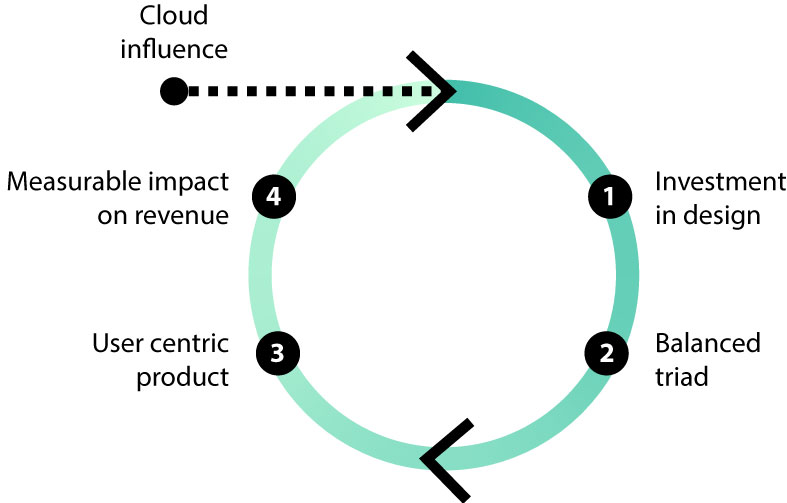 Cloud
influence
1
Investment
in design
2
Balanced
triad
3
User centric
product
4
Measurable impact
on revenue